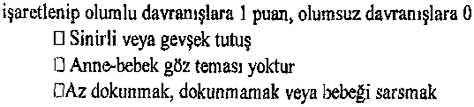 işaretlenip olumlu davranışlara 1 puan, olumsuz davranışlara 0
□ Sinirli veya gevşek tutuş
□ Anne-bebek göz teması yoktur
□Az dokunmak, dokunmamak veya bebeği sarsmak